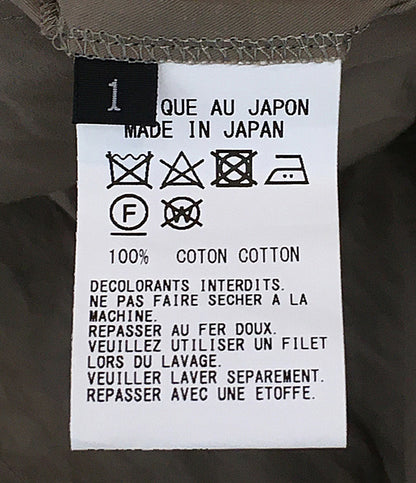 1
QUE AU JAPON
MADE IN JAPAN
F W
100% COTON COTTON
DECOLORANTS INTERDITS.
NE PAS FAIRE SECHER A LA
MACHINE.
REPASSER AU FER DOUX.
VEUILLEZ UTILISER UN FILET
LORS DU LAVAGE.
VEUILLER LAVER SEPAREMENT.
REPASSER AVEC UNE ETOFFE.